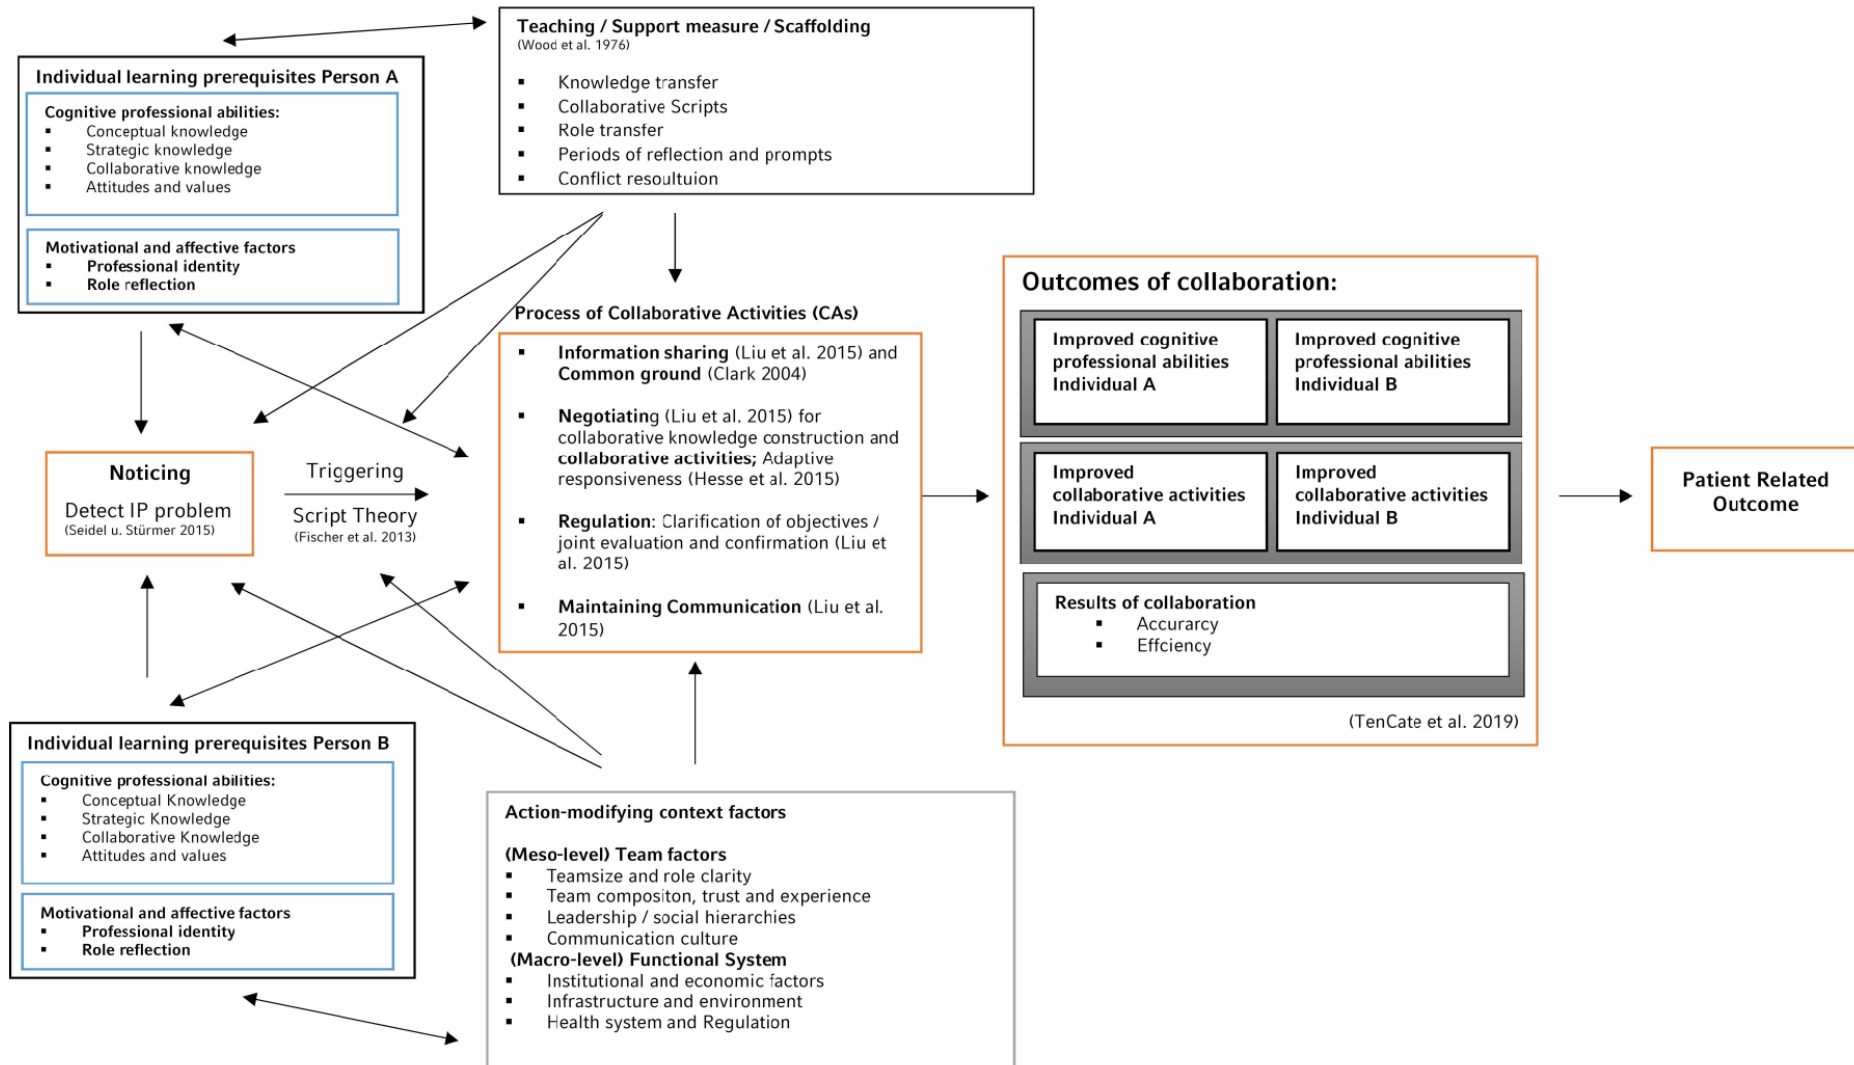 Teaching / Support measure / Scaffolding
(Wood et al. 1976)
▪ Knowledge transfer
▪ Collaborative Scripts
▪ Role transfer
▪ Periods of reflection and prompts
▪ Conflict resoultuion
Individual learning prerequisites Person A
Cognitive professional abilities:
▪ Conceptual knowledge
▪ Strategic knowledge
▪ Collaborative knowledge
▪ Attitudes and values
Motivational and affective factors
▪ Professional identity
▪ Role reflection
Noticing
Detect IP problem
(Seidel u. Stürmer 2015)
Triggering
Script Theory
(Fischer et al. 2013)
Process of Collaborative Activities (CAs)
▪ Information sharing (Liu et al. 2015) and
Common ground (Clark 2004)
▪ Negotiating (Liu et al. 2015) for
collaborative knowledge construction and
collaborative activities; Adaptive
responsiveness (Hesse et al. 2015)
▪ Regulation: Clarification of objectives /
joint evaluation and confirmation (Liu et
al. 2015)
▪ Maintaining Communication (Liu et al.
2015)
Outcomes of collaboration:
Improved cognitive
professional abilities
Individual A
Improved cognitive
professional abilities
Individual B
Improved
collaborative activities
Individual A
Improved
collaborative activities
Individual B
Results of collaboration
▪ Accurarcy
▪ Effciency
(TenCate et al. 2019)
Patient Related
Outcome
Individual learning prerequisites Person B
Cognitive professional abilities:
▪ Conceptual Knowledge
▪ Strategic Knowledge
▪ Collaborative Knowledge
▪ Attitudes and values
Motivational and affective factors
▪ Professional identity
▪ Role reflection
Action-modifying context factors
(Meso-level) Team factors
▪ Teamsize and role clarity
▪ Team compositon, trust and experience
▪ Leadership / social hierarchies
▪ Communication culture
(Macro-level) Functional System
▪ Institutional and economic factors
▪ Infrastructure and environment
▪ Health system and Regulation